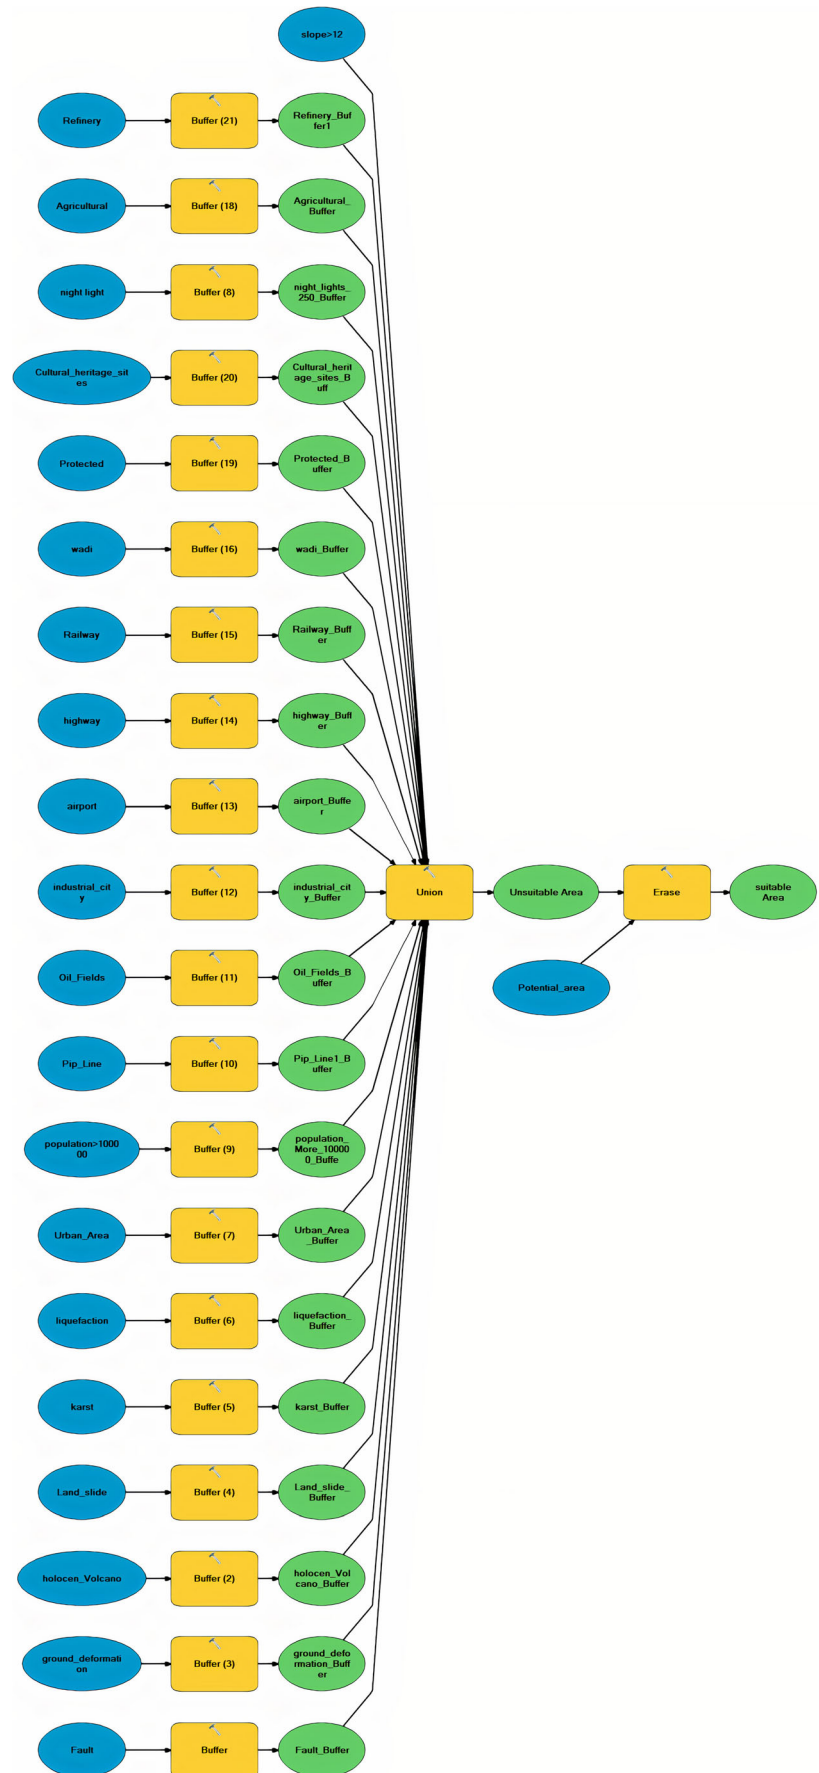 slope>12
Refinery
Buffer (21)
Refinery_Buf
fer1
Agricultural
Buffer (18)
Agricultural_
Buffer
night light
Buffer (8)
night_lights_
250_Buffer
Cultural_heritage_sit
es
Buffer (20)
Cultural_herit
age_sites_B
uff
Protected
Buffer (19)
Protected_B
uffer
wadi
Buffer (16)
wadi_Buffer
Railway
Buffer (15)
Railway_Buff
er
highway
Buffer (14)
highway_Buff
er
airport
Buffer (13)
airport_Buffe
r
industrial_cit
y
Buffer (12)
industrial_cit
y_Buffer
Union
Unsuitable Area
Erase
suitable
Area
Oil_Fields
Buffer (11)
Oil_Fields_B
uffer
Potential_area
Pip_Line
Buffer (10)
Pip_Line1_B
uffer
population>1000
00
Buffer (9)
population_
More_10000
0_Buffe
Urban_Area
Buffer (7)
Urban_Area
_Buffer
liquefaction
Buffer (6)
liquefaction_
Buffer
karst
Buffer (5)
karst_Buffer
Land_slide
Buffer (4)
Land_slide_
Buffer
holocen_Volcano
Buffer (2)
holocen_Vol
cano_Buffer
ground_deformati
on
Buffer (3)
ground_defo
rmation_Buff
er
Fault
Buffer
Fault_Buffer